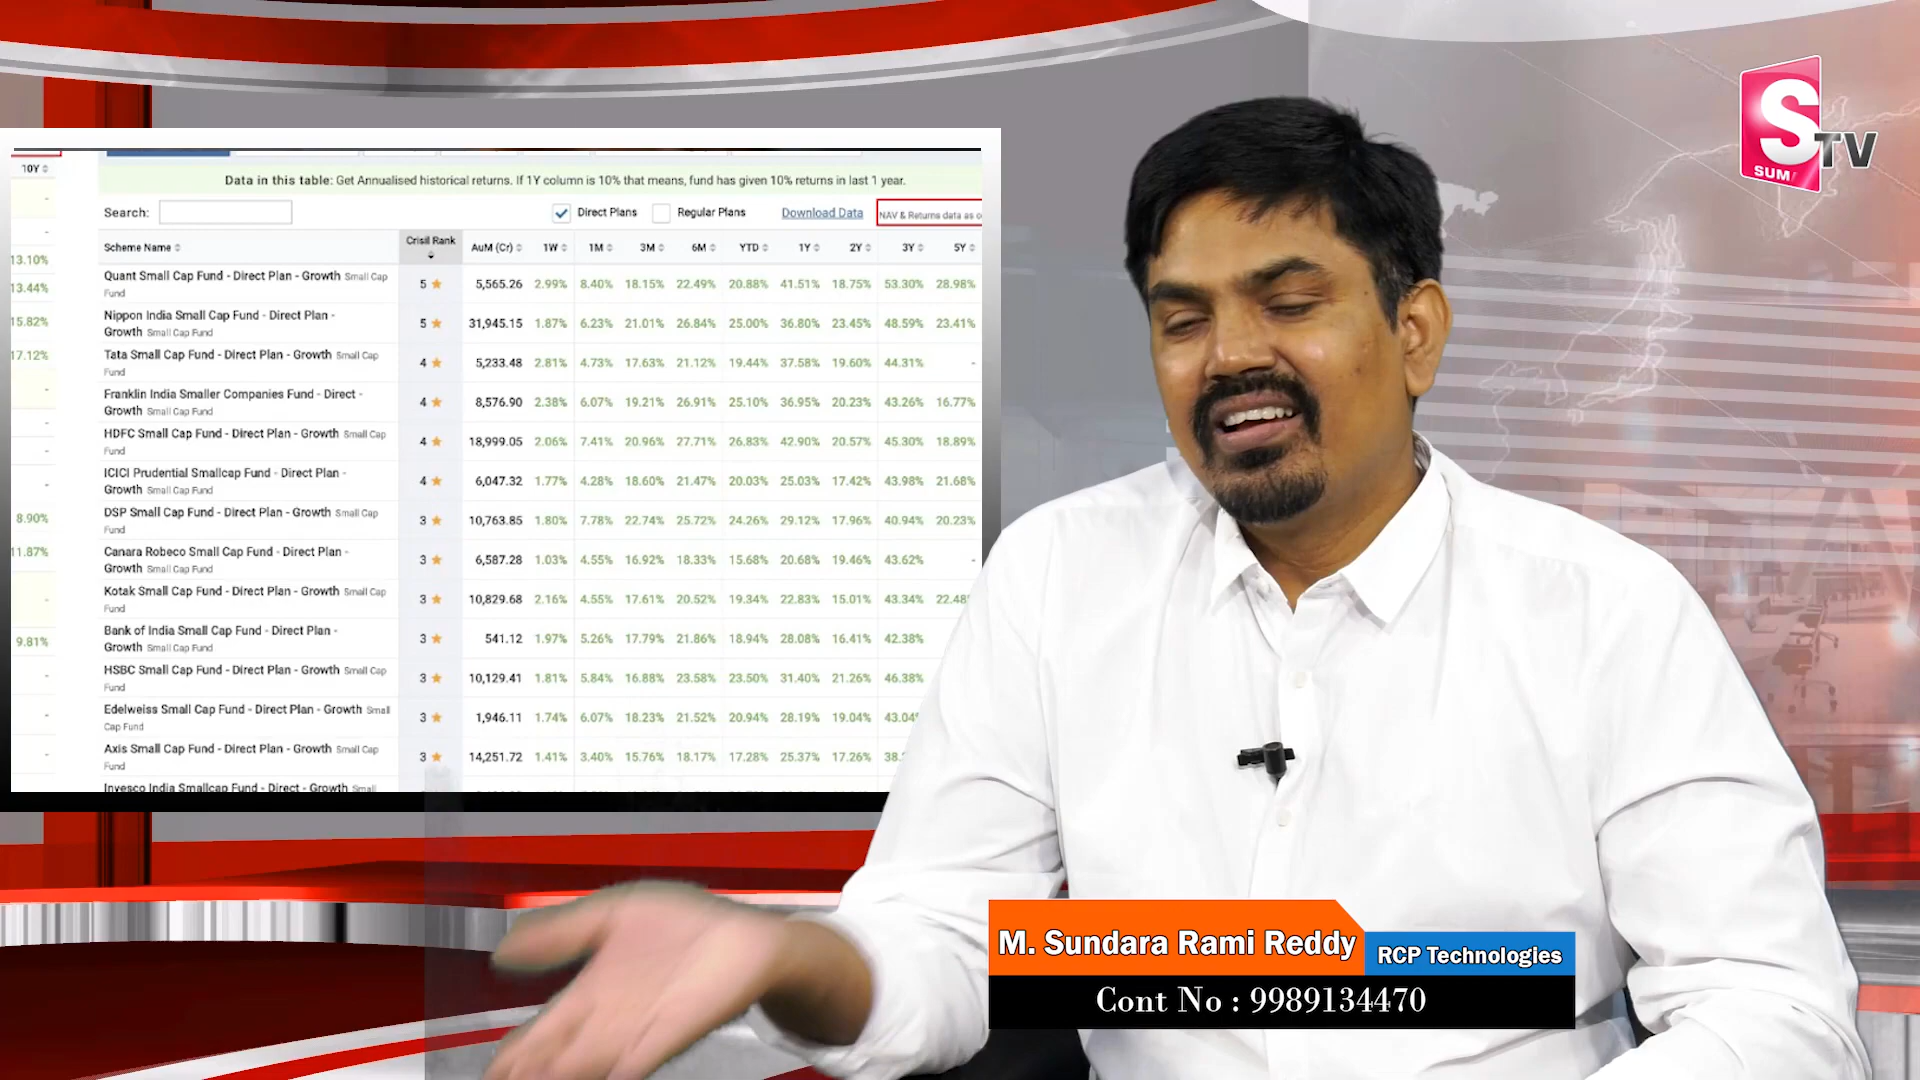 S
TV
SUM
10Y
-
-
13.10%
13.44%
15.82%
17.12%
-
-
-
-
8.90%
11.87%
-
9.81%
-
-
-
Data in this table: Get Annualised historical returns. If 1Y column is 10% that means, fund has given 10% returns in last 1 year.
Search: Direct Plans Regular Plans Download Data NAV & Returns data as o
Scheme Name Crisil Rank AuM (Cr) 1W 1M 3M 6M YTD 1Y 2Y 3Y 5Y
Quant Small Cap Fund - Direct Plan - Growth Small Cap
Fund
5 5,565.26 2.99% 8.40% 18.15% 22.49% 20.88% 41.51% 18.75% 53.30% 28.98%
Nippon India Small Cap Fund - Direct Plan -
Growth Small Cap Fund
5 31,945.15 1.87% 6.23% 21.01% 26.84% 25.00% 36.80% 23.45% 48.59% 23.41%
Tata Small Cap Fund - Direct Plan - Growth Small Cap
Fund
4 5,233.48 2.81% 4.73% 17.63% 21.12% 19.44% 37.58% 19.60% 44.31% -
Franklin India Smaller Companies Fund - Direct -
Growth Small Cap Fund
4 8,576.90 2.38% 6.07% 19.21% 26.91% 25.10% 36.95% 20.23% 43.26% 16.77%
HDFC Small Cap Fund - Direct Plan - Growth Small Cap
Fund
4 18,999.05 2.06% 7.41% 20.96% 27.71% 26.83% 42.90% 20.57% 45.30% 18.89%
ICICI Prudential Smallcap Fund - Direct Plan -
Growth Small Cap Fund
4 6,047.32 1.77% 4.28% 18.60% 21.47% 20.03% 25.03% 17.42% 43.98% 21.68%
DSP Small Cap Fund - Direct Plan - Growth Small Cap
Fund
3 10,763.85 1.80% 7.78% 22.74% 25.72% 24.26% 29.12% 17.96% 40.94% 20.23%
Canara Robeco Small Cap Fund - Direct Plan -
Growth Small Cap Fund
3 6,587.28 1.03% 4.55% 16.92% 18.33% 15.68% 20.68% 19.46% 43.62% -
Kotak Small Cap Fund - Direct Plan - Growth Small Cap
Fund
3 10,829.68 2.16% 4.55% 17.61% 20.52% 19.34% 22.83% 15.01% 43.34% 22.48
Bank of India Small Cap Fund - Direct Plan -
Growth Small Cap Fund
3 541.12 1.97% 5.26% 17.79% 21.86% 18.94% 28.08% 16.41% 42.38%
HSBC Small Cap Fund - Direct Plan - Growth Small Cap
Fund
3 10,129.41 1.81% 5.84% 16.88% 23.58% 23.50% 31.40% 21.26% 46.38%
Edelweiss Small Cap Fund - Direct Plan - Growth Small
Cap Fund
3 1,946.11 1.74% 6.07% 18.23% 21.52% 20.94% 28.19% 19.04% 43.04
Axis Small Cap Fund - Direct Plan - Growth Small Cap
Fund
3 14,251.72 1.41% 3.40% 15.76% 18.17% 17.28% 25.37% 17.26% 38.
Invesco India Smallcap Fund - Direct - Growth Small
M. Sundara Rami Reddy
RCP Technologies
Cont No : 9989134470